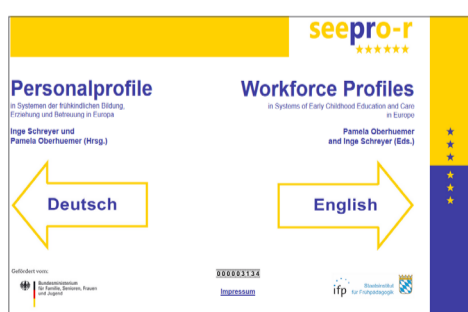 seepro-r
Personalprofile
in Systemen der frühkindlichen Bildung,
Erziehung und Betreuung in Europa
Inge Schreyer und
Pamela Oberhuemer (Hrsg.)
Workforce Profiles
in Systems of Early Childhood Education and Care
in Europe
Pamela Oberhuemer
and Inge Schreyer (Eds.)
Deutsch
English
Gefördert vom:
Bundesministerium
für Familie, Senioren, Frauen
und Jugend
000003134
Impressum
ifp
Staatsinstitut
für Frühpädagogik